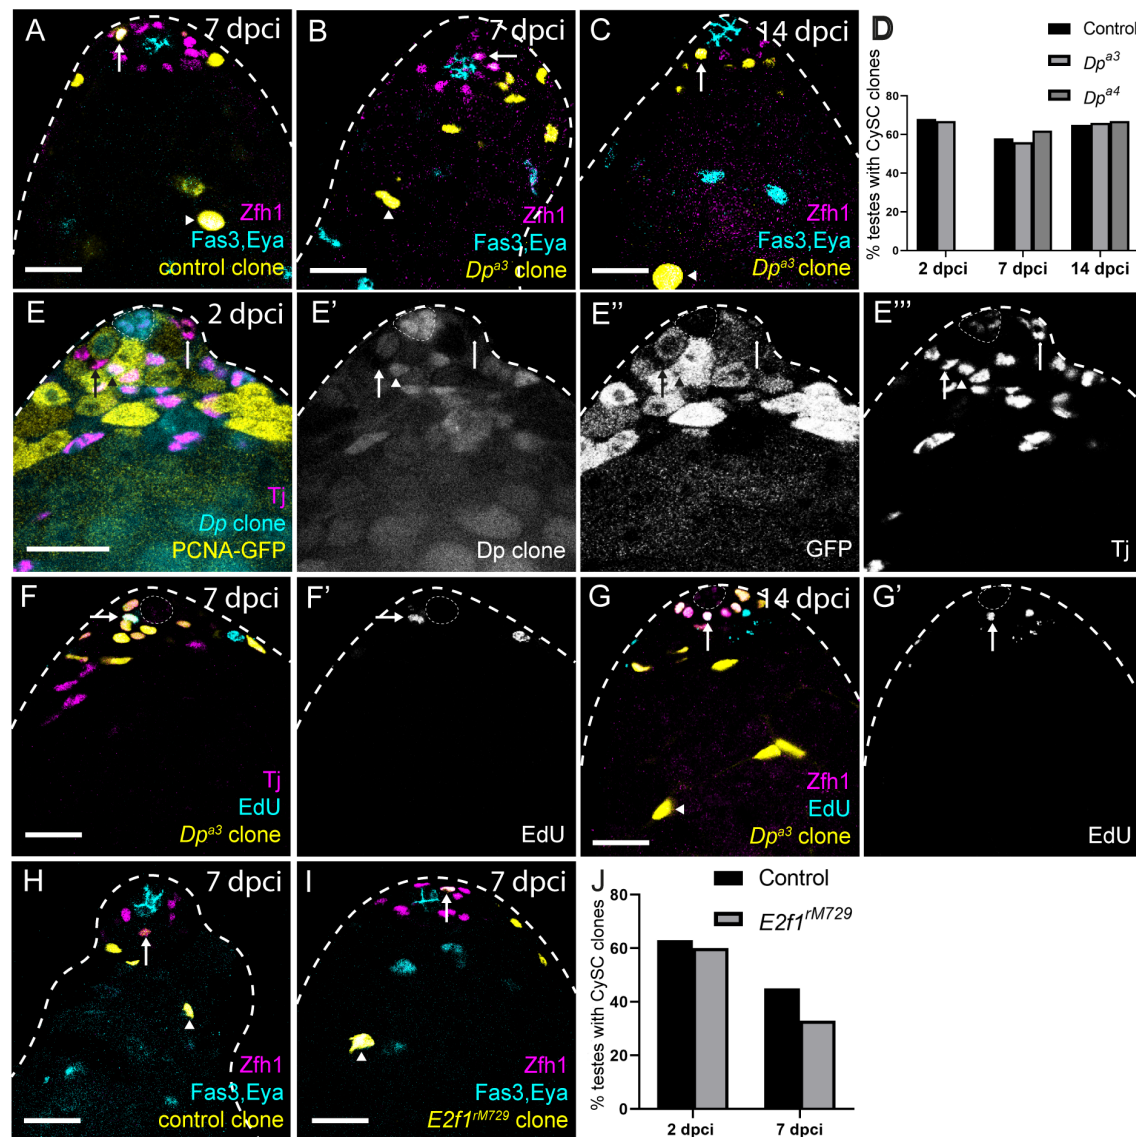 A
7 dpci
Zfh1
Fas3,Eya
control clone
B
7 dpci
Zfh1
Fas3,Eya
Dpᵃ³ clone
C
14 dpci
Zfh1
Fas3,Eya
Dpᵃ³ clone
D
Control
Dpᵃ³
Dpᵃ⁴
% testes with CySC clones
100
80
60
40
20
0
2 dpci 7 dpci 14 dpci
E
2 dpci
Tj
Dp clone
PCNA-GFP
E'
Dp clone
E''
GFP
E'''
Tj
F
7 dpci
Tj
EdU
Dpᵃ³ clone
F'
EdU
G
14 dpci
Zfh1
EdU
Dpᵃ³ clone
G'
EdU
H
7 dpci
Zfh1
Fas3,Eya
control clone
I
7 dpci
Zfh1
Fas3,Eya
E2f1ʳᴹ⁷²⁹ clone
J
Control
E2f1ʳᴹ⁷²⁹
% testes with CySC clones
80
60
40
20
0
2 dpci 7 dpci